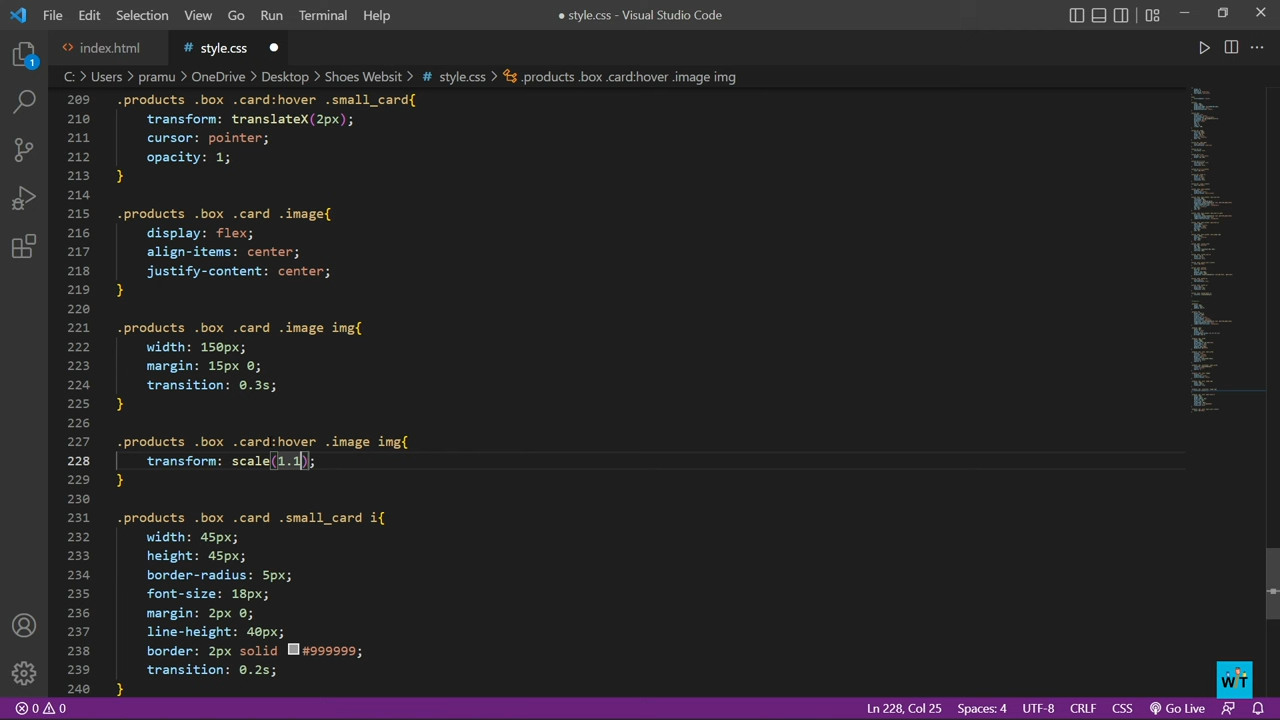 File Edit Selection View Go Run Terminal Help ● style.css - Visual Studio Code
<> index.html # style.css ●
C: > Users > pramu > OneDrive > Desktop > Shoes Websit > # style.css > .products .box .card:hover .image img
1
209 .products .box .card:hover .small_card{
210 transform: translateX(2px);
211 cursor: pointer;
212 opacity: 1;
213 }
214
215 .products .box .card .image{
216 display: flex;
217 align-items: center;
218 justify-content: center;
219 }
220
221 .products .box .card .image img{
222 width: 150px;
223 margin: 15px 0;
224 transition: 0.3s;
225 }
226
227 .products .box .card:hover .image img{
228 transform: scale(1.1);
229 }
230
231 .products .box .card .small_card i{
232 width: 45px;
233 height: 45px;
234 border-radius: 5px;
235 font-size: 18px;
236 margin: 2px 0;
237 line-height: 40px;
238 border: 2px solid #999999;
239 transition: 0.2s;
240 }
WT
0 0 Ln 228, Col 25 Spaces: 4 UTF-8 CRLF CSS Go Live